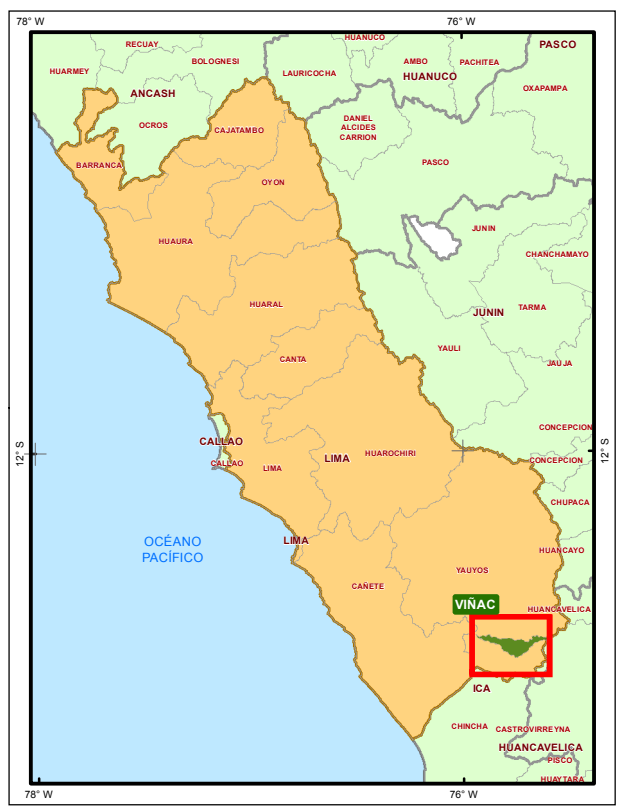 78° W
76° W
HUANUCO
RECUAY
PASCO
BOLOGNESI
AMBO
PACHITEA
HUARMEY
LAURICOCHA
HUANUCO
OXAPAMPA
ANCASH
DANIEL
ALCIDES
CARRION
OCROS
CAJATAMBO
PASCO
BARRANCA
OYON
JUNIN
HUAURA
CHANCHAMAYO
HUARAL
TARMA
JUNIN
YAULI
CANTA
JAUJA
CONCEPCION
CALLAO
12° S
HUAROCHIRI
12° S
LIMA
CONCEPCION
CALLAO
LIMA
CHUPACA
OCÉANO
PACÍFICO
LIMA
HUANCAYO
YAUYOS
CAÑETE
VIÑAC
HUANCAVELICA
ICA
CHINCHA
CASTROVIRREYNA
HUANCAVELICA
PISCO
HUAYTARA
78° W
76° W